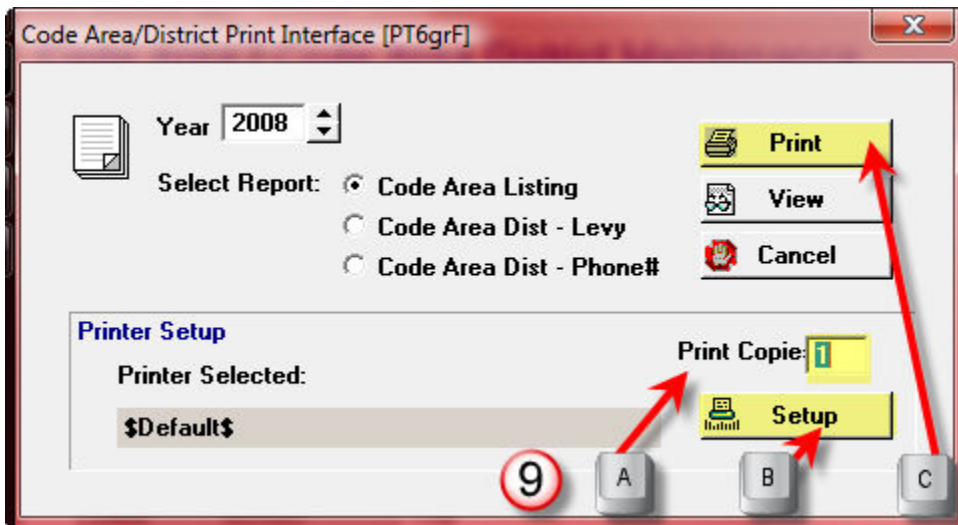 Code Area/District Print Interface [PT6grF]
Year 2008
Print
Select Report: Code Area Listing
View
Code Area Dist - Levy
Code Area Dist - Phone#
Cancel
Printer Setup
Print Copie: 1
Printer Selected:
$Default$
Setup
9 A B C